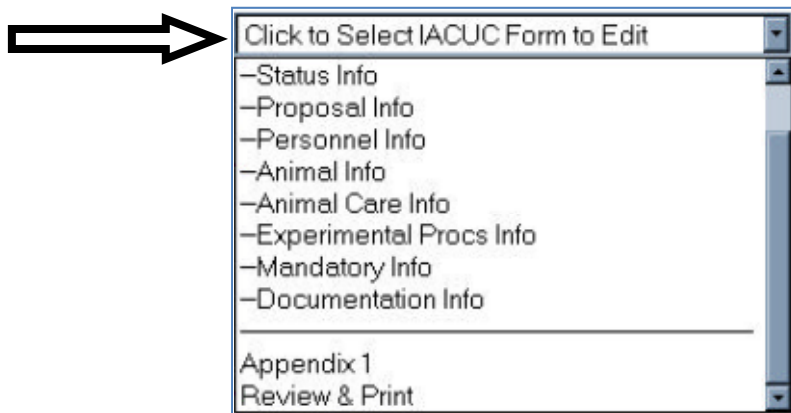 Click to Select IACUC Form to Edit
—Status Info
—Proposal Info
—Personnel Info
—Animal Info
—Animal Care Info
—Experimental Procs Info
—Mandatory Info
—Documentation Info
Appendix 1
Review & Print